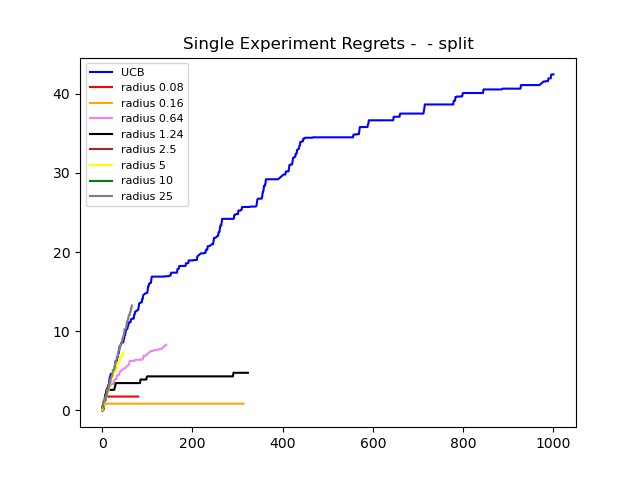 Single Experiment Regrets -  - split
UCB
radius 0.08
radius 0.16
radius 0.64
radius 1.24
radius 2.5
radius 5
radius 10
radius 25
40
30
20
10
0
0 200 400 600 800 1000